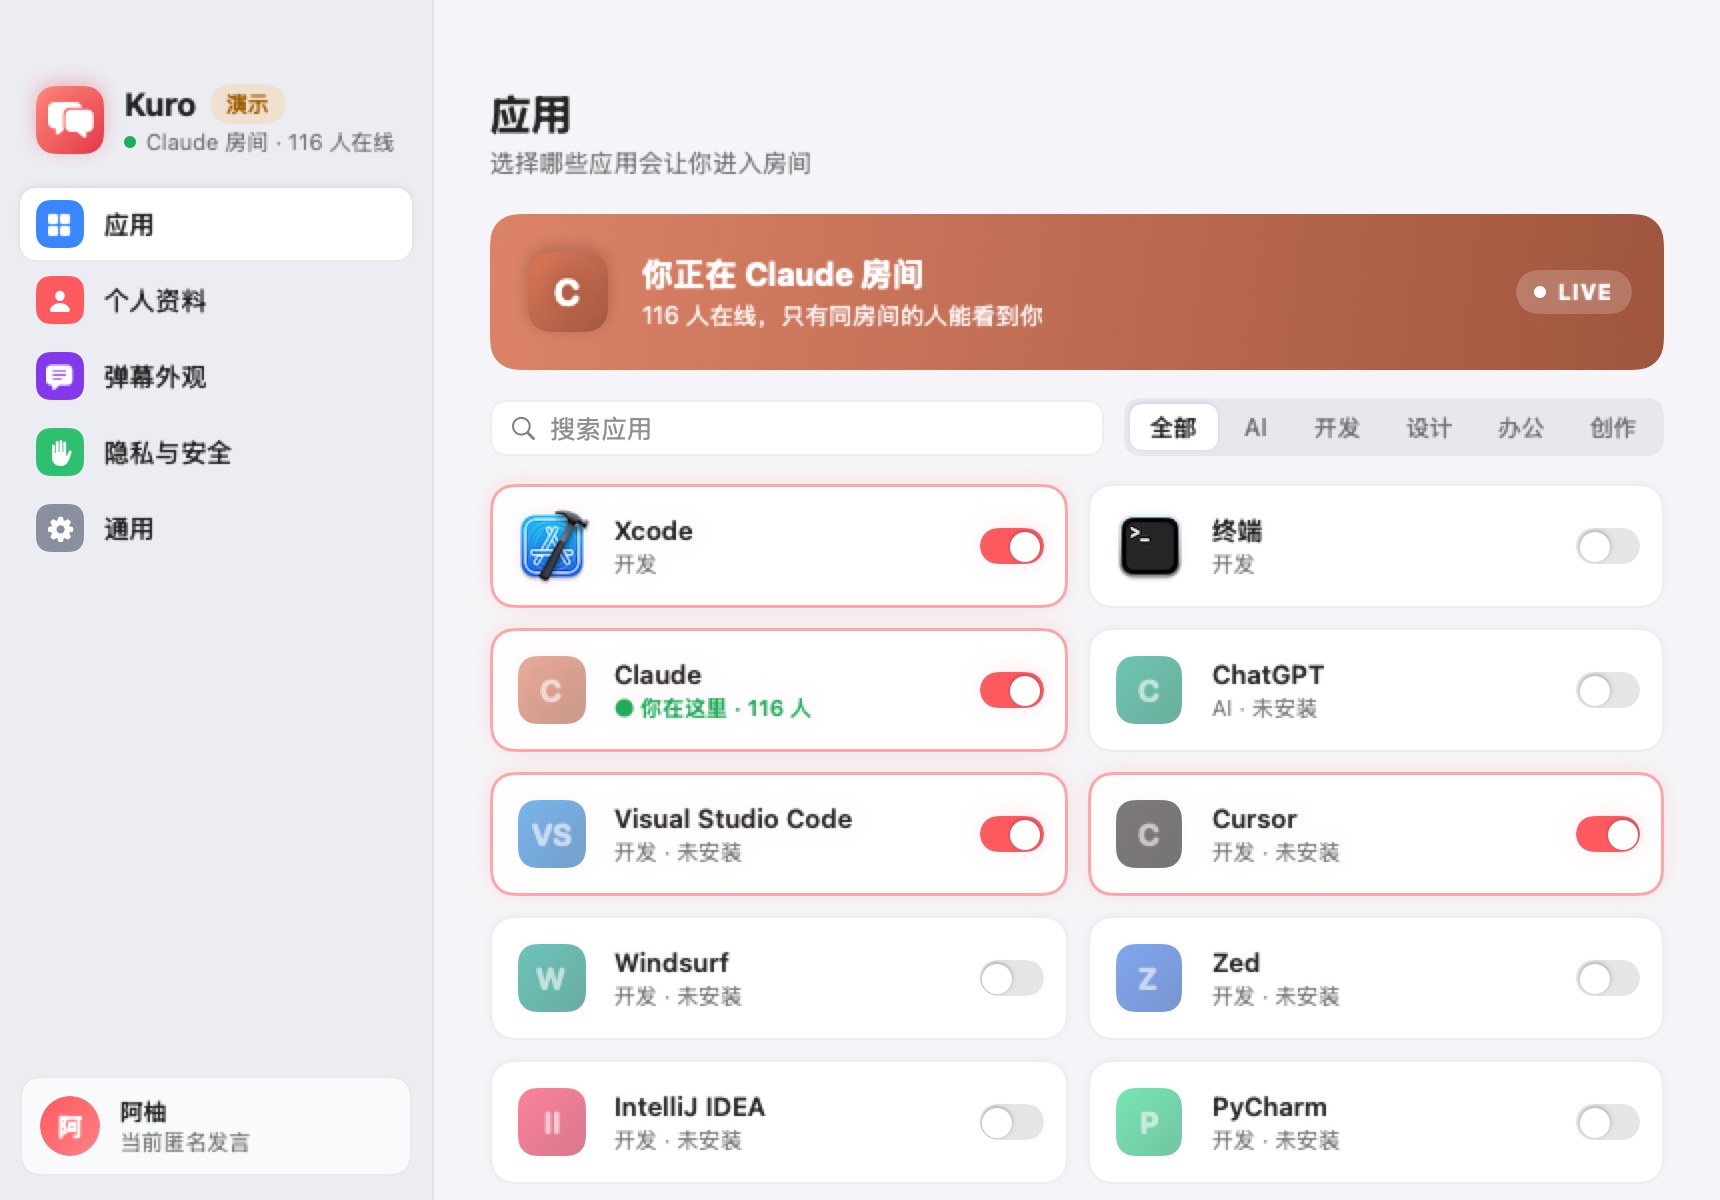 Kuro 演示
Claude 房间 · 116 人在线
应用
个人资料
弹幕外观
隐私与安全
通用
阿
阿柚
当前匿名发言
应用
选择哪些应用会让你进入房间
C
你正在 Claude 房间
116 人在线，只有同房间的人能看到你
LIVE
搜索应用
全部 AI 开发 设计 办公 创作
Xcode
开发
>_
终端
开发
C
Claude
你在这里 · 116 人
C
ChatGPT
AI · 未安装
VS
Visual Studio Code
开发 · 未安装
C
Cursor
开发 · 未安装
W
Windsurf
开发 · 未安装
Z
Zed
开发 · 未安装
II
IntelliJ IDEA
开发 · 未安装
P
PyCharm
开发 · 未安装